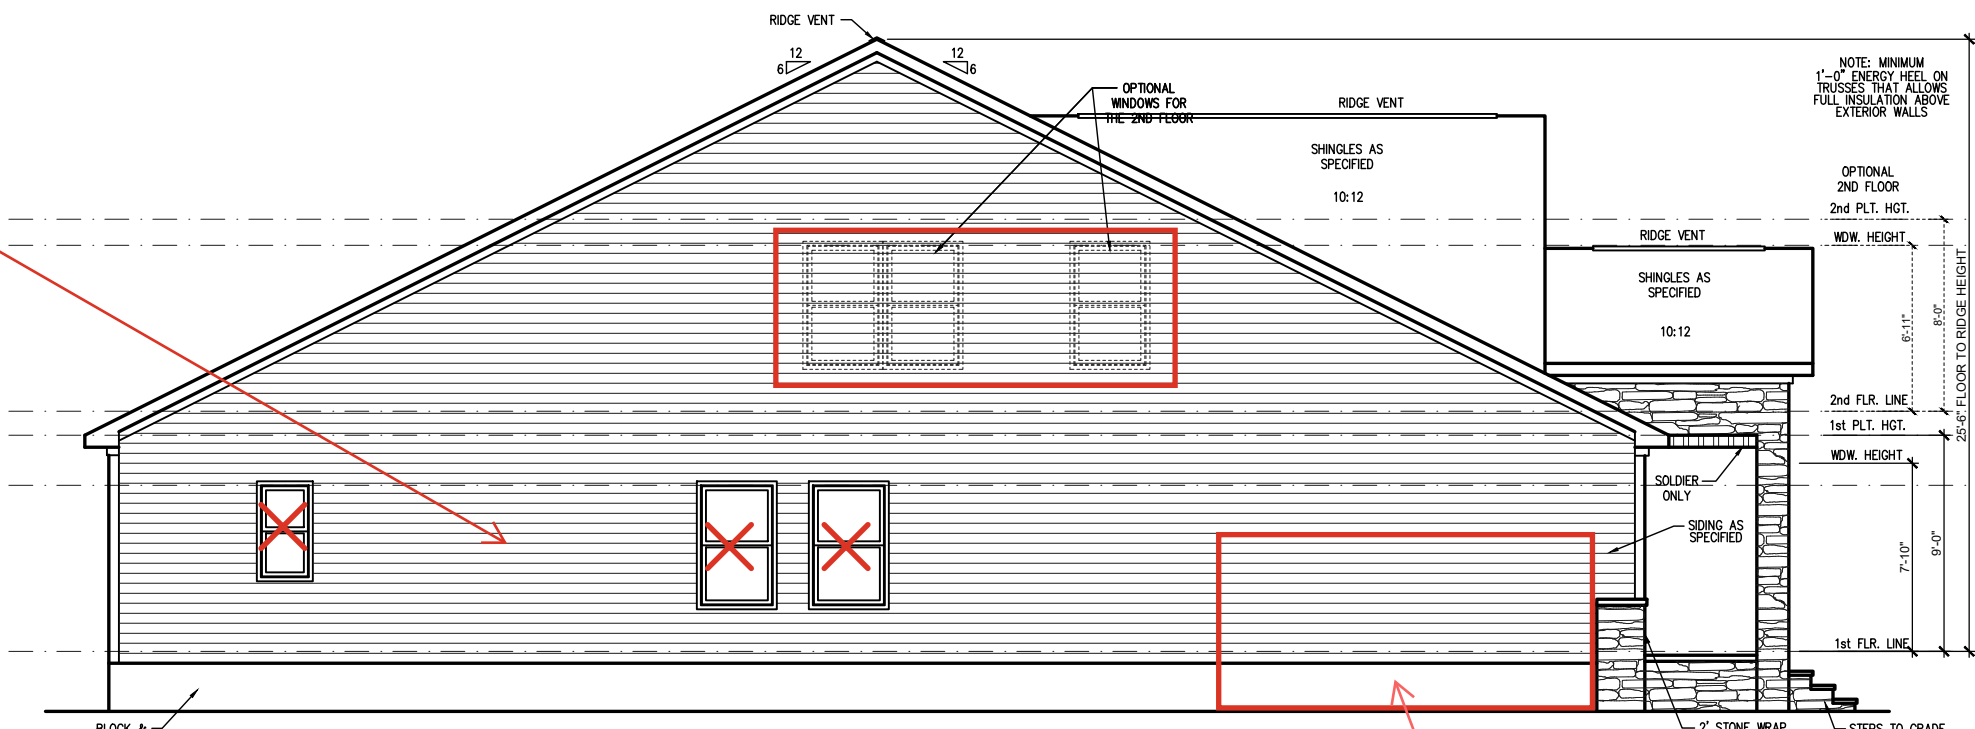 RIDGE VENT
12
6
12
6
OPTIONAL
WINDOWS FOR
THE 2ND FLOOR
RIDGE VENT
SHINGLES AS
SPECIFIED
10:12
NOTE: MINIMUM
1'-0" ENERGY HEEL ON
TRUSSES THAT ALLOWS
FULL INSULATION ABOVE
EXTERIOR WALLS
OPTIONAL
2ND FLOOR
2nd PLT. HGT.
WDW. HEIGHT
RIDGE VENT
SHINGLES AS
SPECIFIED
10:12
6'-11"
8'-0"
25'-6" FLOOR TO RIDGE HEIGHT
2nd FLR. LINE
1st PLT. HGT.
WDW. HEIGHT
SOLDIER
ONLY
SIDING AS
SPECIFIED
7'-10"
9'-0"
1st FLR. LINE
BLOCK &
2' STONE WRAP
STEPS TO GRADE